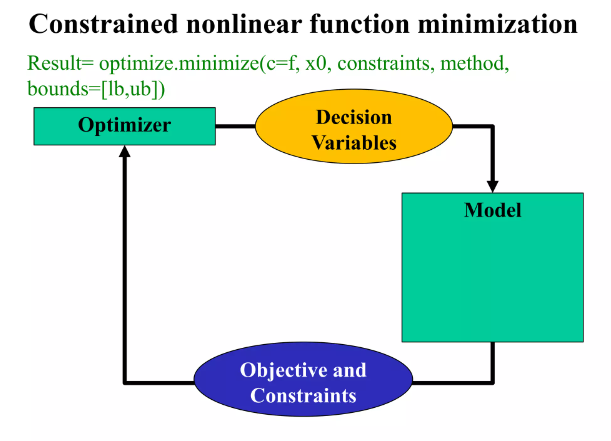 Constrained nonlinear function minimization
Result= optimize.minimize(c=f, x0, constraints, method,
bounds=[lb,ub])
Optimizer
Decision
Variables
Model
Objective and
Constraints